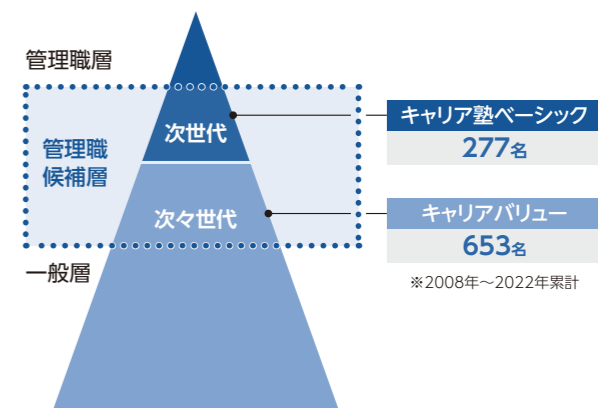 管理職層
管理職
候補層
一般層
次世代
次々世代
キャリア塾ベーシック
277名
キャリアバリュー
653名
※2008年～2022年累計